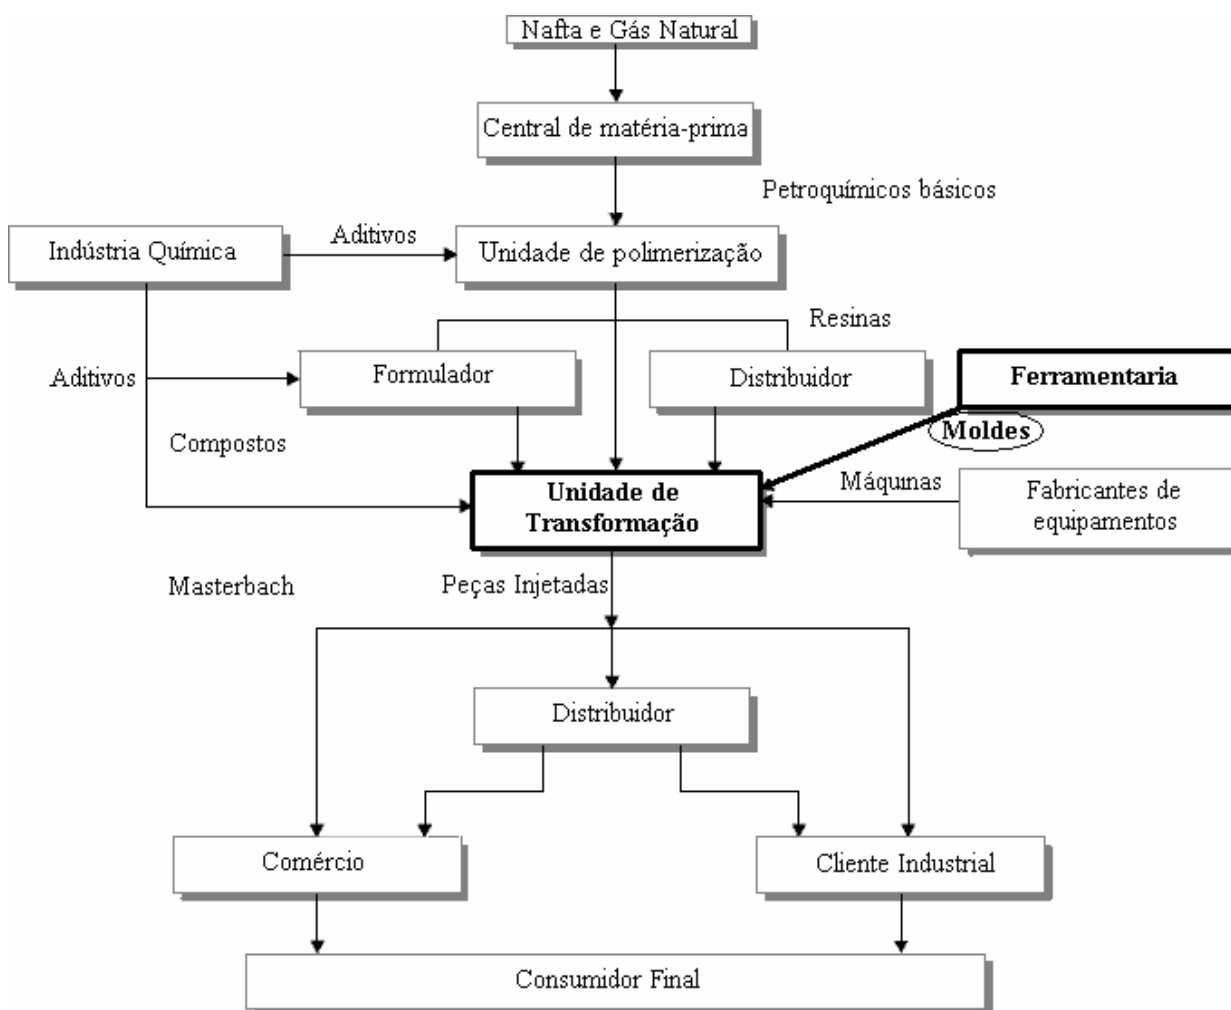 Nafta e Gás Natural
Central de matéria-prima
Petroquímicos básicos
Indústria Química
Aditivos
Unidade de polimerização
Resinas
Aditivos
Formulador
Distribuidor
Ferramentaria
Moldes
Compostos
Unidade de
Transformação
Máquinas
Fabricantes de
equipamentos
Masterbach
Peças Injetadas
Distribuidor
Comércio
Cliente Industrial
Consumidor Final